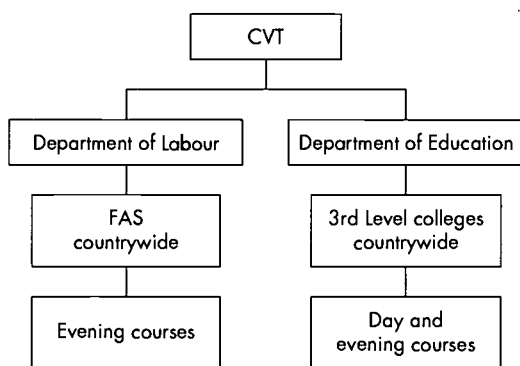 CVT
Department of Labour
Department of Education
FAS
countrywide
3rd Level colleges
countrywide
Evening courses
Day and
evening courses